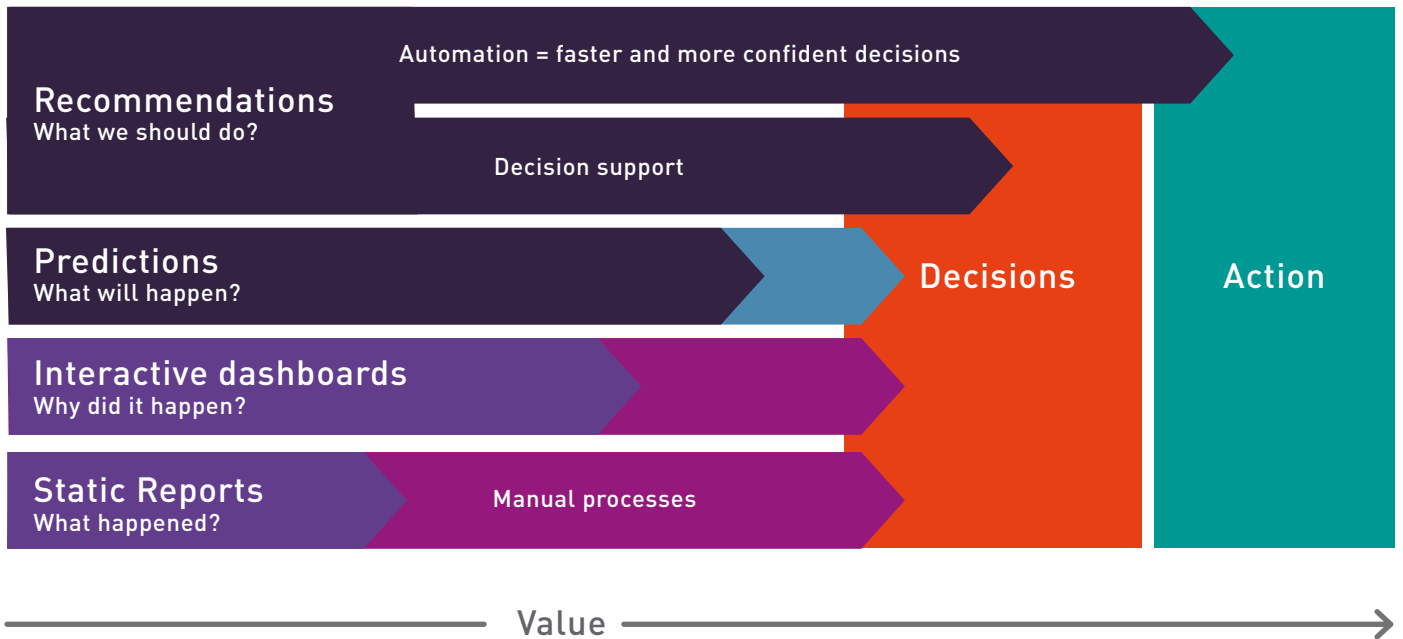 Automation = faster and more confident decisions
Recommendations
What we should do?
Decision support
Predictions
What will happen?
Decisions
Action
Interactive dashboards
Why did it happen?
Static Reports
What happened?
Manual processes
Value